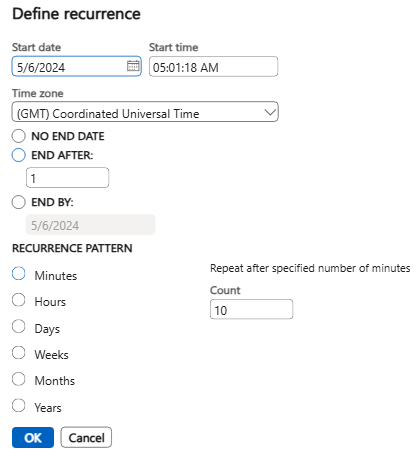 Define recurrence
Start date Start time
5/6/2024 05:01:18 AM
Time zone
(GMT) Coordinated Universal Time
NO END DATE
END AFTER:
1
END BY:
5/6/2024
RECURRENCE PATTERN
Minutes
Hours
Days
Weeks
Months
Years
Repeat after specified number of minutes
Count
10
OK Cancel